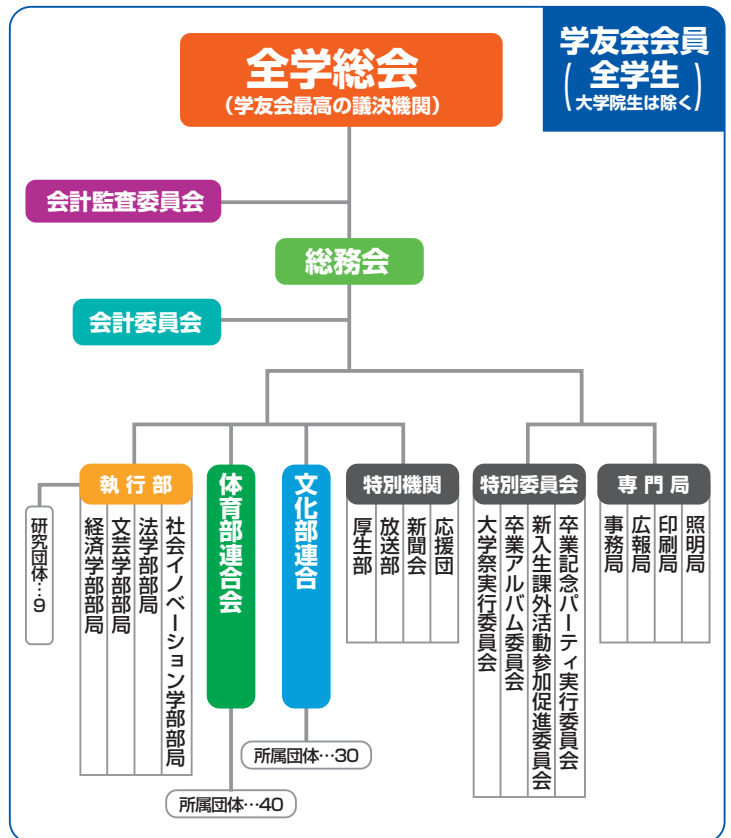 学友会会員
全学生
(大学院生は除く)
全学総会
(学友会最高の議決機関)
会計監査委員会
総務会
会計委員会
執行部
経済学部部局
文芸学部部局
法学部部局
社会イノベーション学部部局
研究団体…9
体育部連合会
所属団体…40
文化部連合
所属団体…30
特別機関
厚生部
放送部
新聞会
応援団
特別委員会
大学祭実行委員会
卒業アルバム委員会
新入生課外活動参加促進委員会
卒業記念パーティ実行委員会
専門局
事務局
広報局
印刷局
照明局